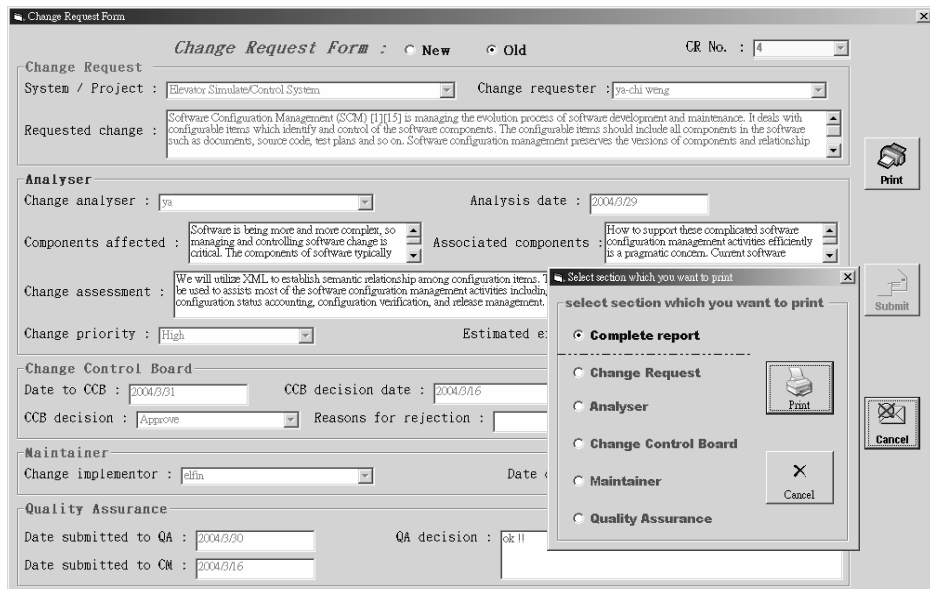 Change Request Form
Change Request Form : New Old CR No. : 4
Change Request
System / Project : Elevator Simulate/Control System Change requester : ya-chi weng
Requested change : Software Configuration Management (SCM) [1][15] is managing the evolution process of software development and maintenance. It deals with
configurable items which identify and control of the software components. The configurable items should include all components in the software
such as documents, source code, test plans and so on. Software configuration management preserves the versions of components and relationship
Print
Analyser
Change analyser : ya Analysis date : 2004/3/29
Components affected : Software is being more and more complex, so
managing and controlling software change is
critical. The components of software typically
Associated components : How to support these complicated software
configuration management activities efficiently
is a pragmatic concern. Current software
Change assessment : We will utilize XML to establish semantic relationship among configuration items. T
be used to assists most of the software configuration management activities includin,
configuration status accounting, configuration verification, and release management.
Submit
Change priority : High Estimated e
Change Control Board
Date to CCB : 2004/3/31 CCB decision date : 2004/3/16
CCB decision : Approve Reasons for rejection :
Cancel
Maintainer
Change implementor : elfin Date
Quality Assurance
Date submitted to QA : 2004/3/30 QA decision : ok !!
Date submitted to CM : 2004/3/16
Select section which you want to print
select section which you want to print
Complete report
Change Request
Analyser
Change Control Board
Maintainer
Quality Assurance
Print
Cancel